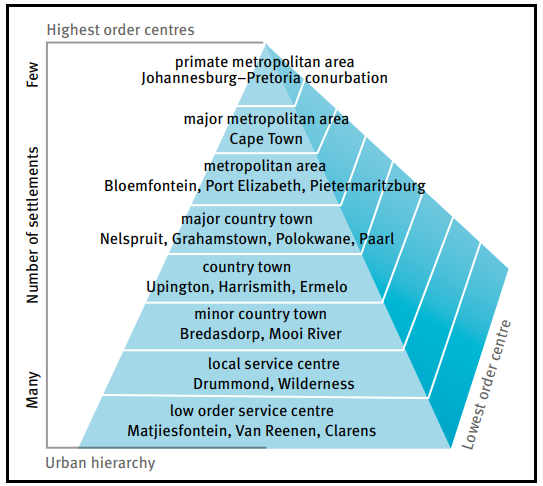 Highest order centres
Few
primate metropolitan area
Johannesburg–Pretoria conurbation
major metropolitan area
Cape Town
metropolitan area
Bloemfontein, Port Elizabeth, Pietermaritzburg
Number of settlements
major country town
Nelspruit, Grahamstown, Polokwane, Paarl
country town
Upington, Harrismith, Ermelo
minor country town
Bredasdorp, Mooi River
local service centre
Drummond, Wilderness
Many
low order service centre
Matjiesfontein, Van Reenen, Clarens
Lowest order centre
Urban hierarchy